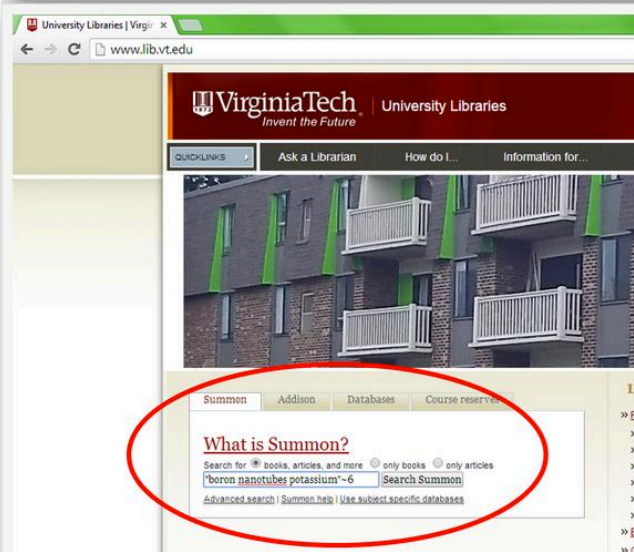 University Libraries | Virgir
www.lib.vt.edu
VirginiaTech University Libraries
Invent the Future
QUICKLINKS Ask a Librarian How do I... Information for...
Summon Addison Databases Course reserves
What is Summon?
Search for books, articles, and more only books only articles
"boron nanotubes potassium"~6 Search Summon
Advanced search | Summon help | Use subject specific databases